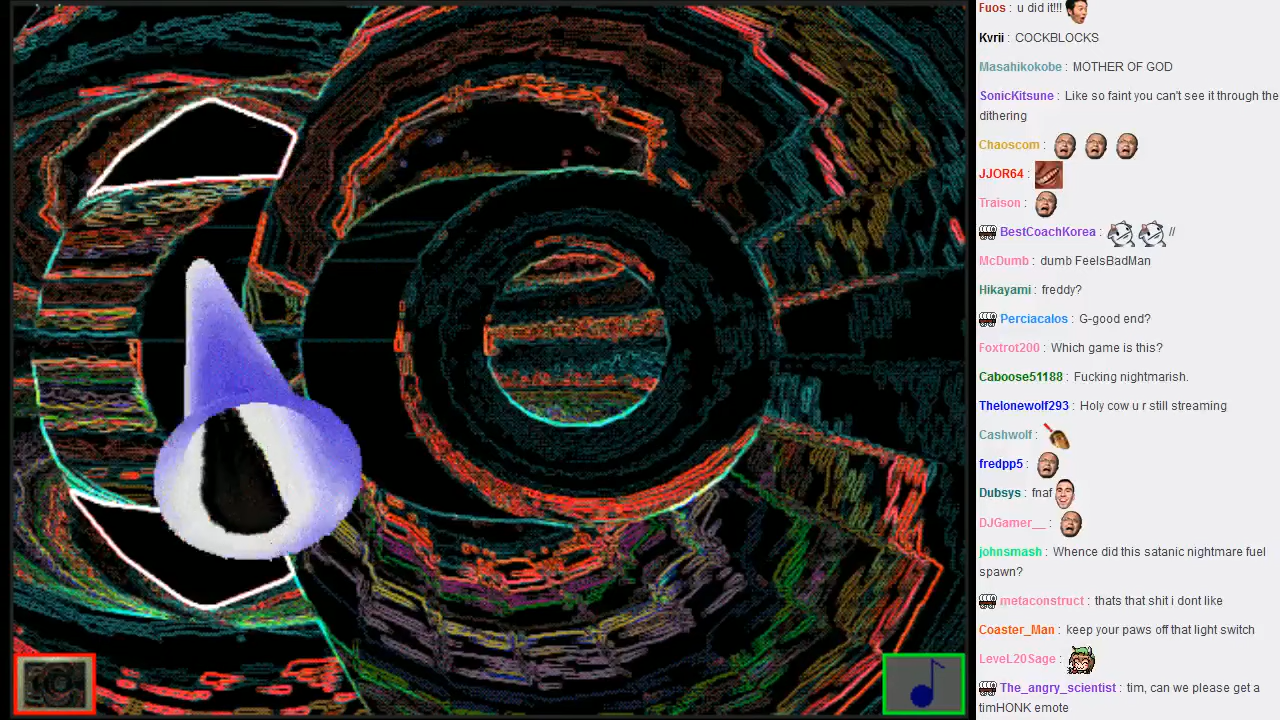 Fuos : u did it!!!
Kvrii : COCKBLOCKS
Masahikokobe : MOTHER OF GOD
SonicKitsune : Like so faint you can't see it through the
dithering
Chaoscom :
JJOR64 :
Traison :
BestCoachKorea : //
McDumb : dumb FeelsBadMan
Hikayami : freddy?
Perciacalos : G-good end?
Foxtrot200 : Which game is this?
Caboose51188 : Fucking nightmarish.
Thelonewolf293 : Holy cow u r still streaming
Cashwolf :
fredpp5 :
Dubsys : fnaf
DJGamer__ :
johnsmash : Whence did this satanic nightmare fuel
spawn?
metaconstruct : thats that shit i dont like
Coaster_Man : keep your paws off that light switch
LeveL20Sage :
The_angry_scientist : tim, can we please get a
timHONK emote